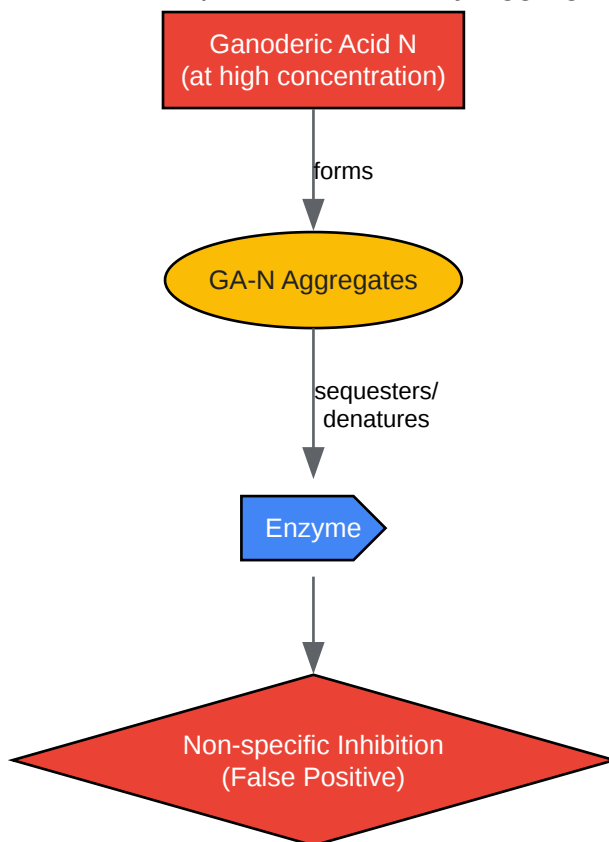 Ganoderic Acid N
(at high concentration)
forms
GA-N Aggregates
sequesters/
denatures
Enzyme
Non-specific Inhibition
(False Positive)